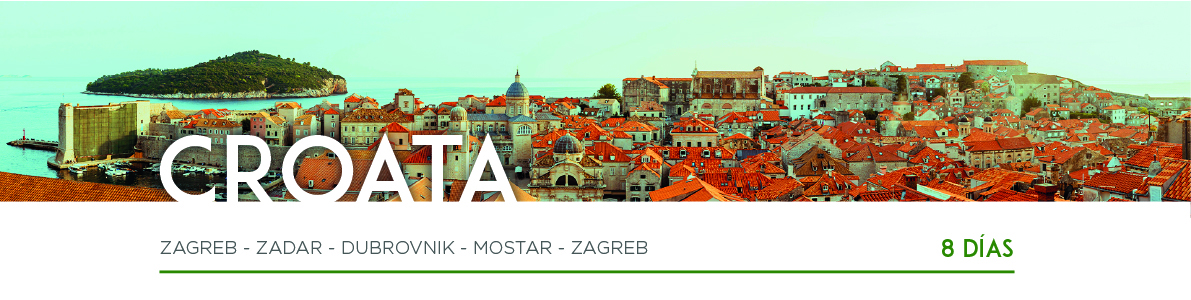 CROATA
ZAGREB - ZADAR - DUBROVNIK - MOSTAR - ZAGREB
8 DÍAS